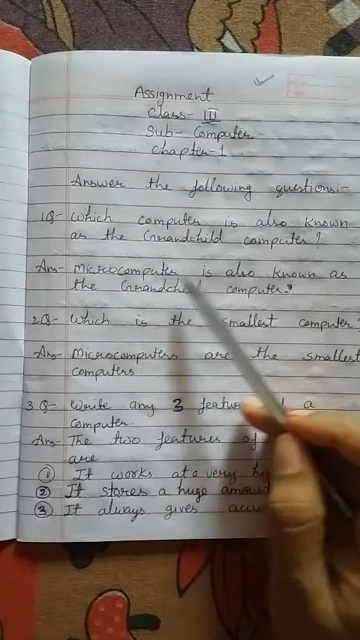 Assignment
Class- III
Sub- Computer
Chapter-1
Answer the following questions:-
1Q- Which computer is also known
as the Grandchild computer?
Ans- Microcomputer is also known as
the Grandchild computer?
2Q- Which is the smallest computer?
Ans- Microcomputers are the smallest
computers.
3Q- Write any 3 a
computer
Ans- The two features of
are
① It works at a very
② It stores a huge amount
③ It always gives